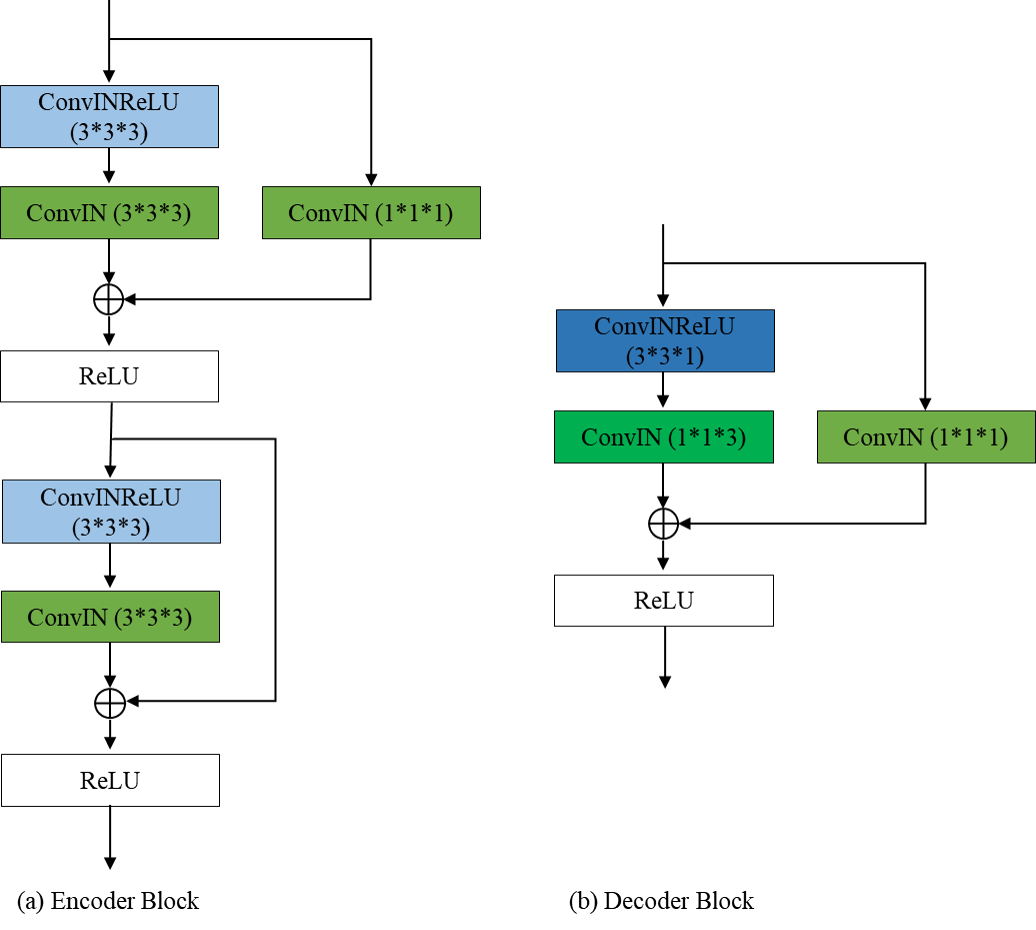 ConvINReLU
(3*3*3)
ConvIN (3*3*3)
ConvIN (1*1*1)
ReLU
ConvINReLU
(3*3*3)
ConvIN (3*3*3)
ReLU
(a) Encoder Block
ConvINReLU
(3*3*1)
ConvIN (1*1*3)
ConvIN (1*1*1)
ReLU
(b) Decoder Block